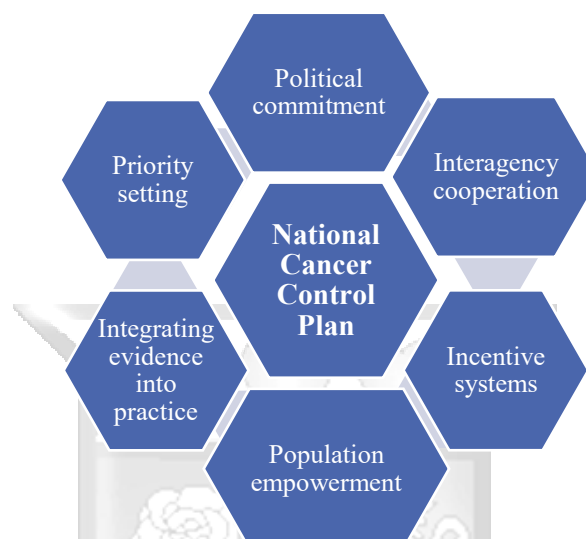 Political
commitment
Interagency
cooperation
Priority
setting
National
Cancer
Control
Plan
Integrating
evidence
into
practice
Incentive
systems
Population
empowerment